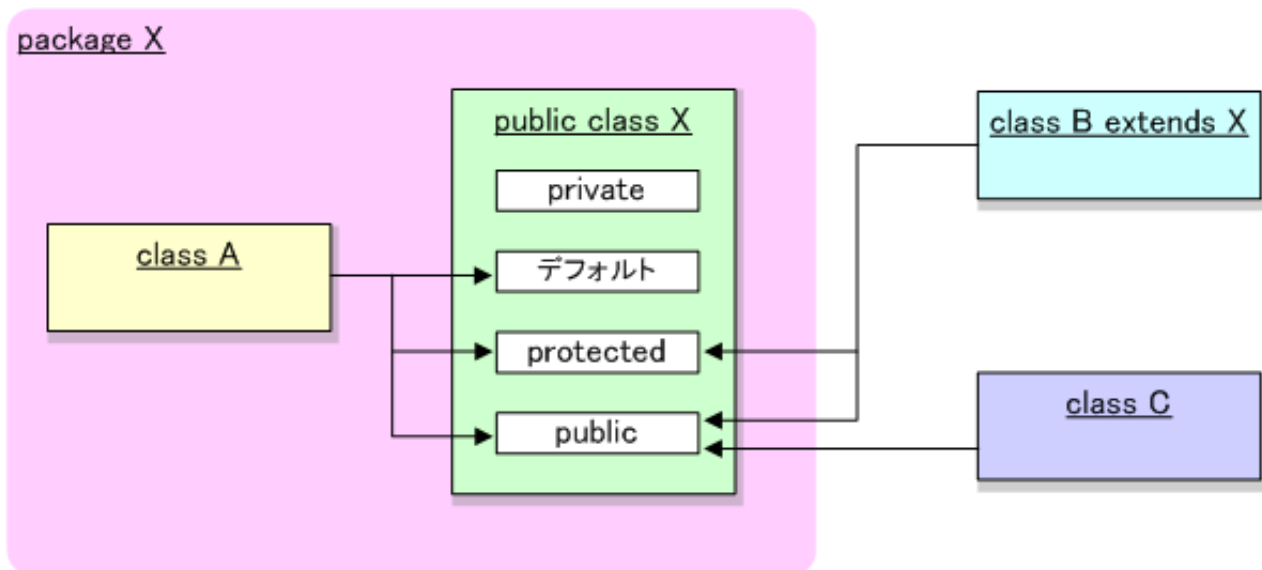 package X
public class X
private
デフォルト
protected
public
class A
class B extends X
class C